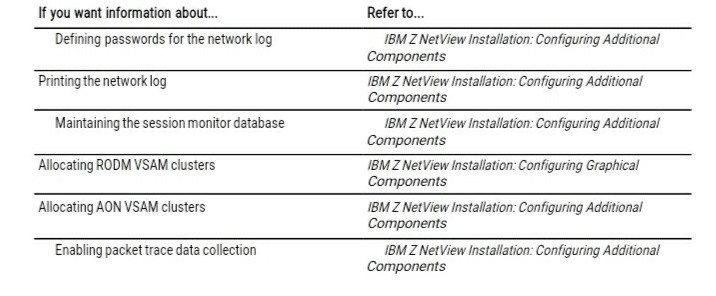 If you want information about... Refer to...
Defining passwords for the network log IBM Z NetView Installation: Configuring Additional
Components
Printing the network log IBM Z NetView Installation: Configuring Additional
Components
Maintaining the session monitor database IBM Z NetView Installation: Configuring Additional
Components
Allocating RODM VSAM clusters IBM Z NetView Installation: Configuring Graphical
Components
Allocating AON VSAM clusters IBM Z NetView Installation: Configuring Additional
Components
Enabling packet trace data collection IBM Z NetView Installation: Configuring Additional
Components